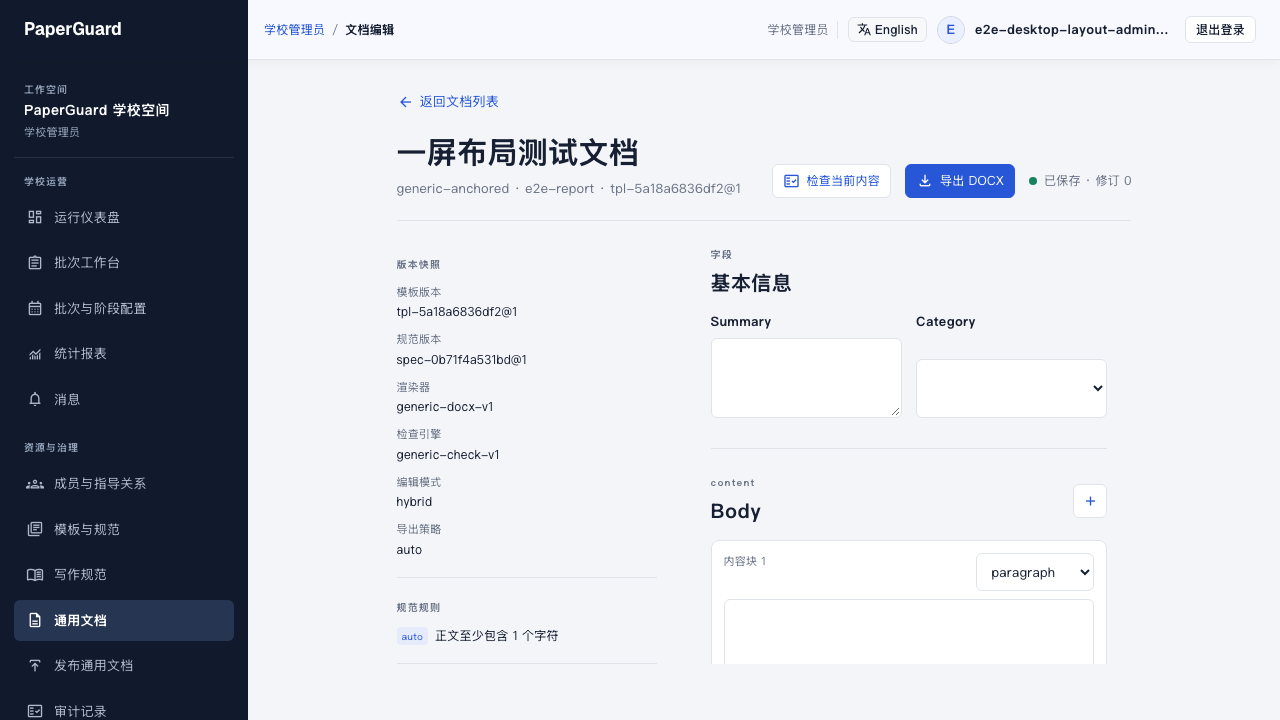 PaperGuard
工作空间
PaperGuard 学校空间
学校管理员
学校运营
运行仪表盘
批次工作台
批次与阶段配置
统计报表
消息
资源与治理
成员与指导关系
模板与规范
写作规范
通用文档
发布通用文档
审计记录
学校管理员 / 文档编辑
学校管理员
English
E
e2e-desktop-layout-admin...
退出登录
返回文档列表
一屏布局测试文档
generic-anchored · e2e-report · tpl-5a18a6836df2@1
检查当前内容
导出 DOCX
已保存 · 修订 0
版本快照
模板版本
tpl-5a18a6836df2@1
规范版本
spec-0b71f4a531bd@1
渲染器
generic-docx-v1
检查引擎
generic-check-v1
编辑模式
hybrid
导出策略
auto
规范规则
auto 正文至少包含 1 个字符
字段
基本信息
Summary
Category
content
Body
+
内容块 1
paragraph